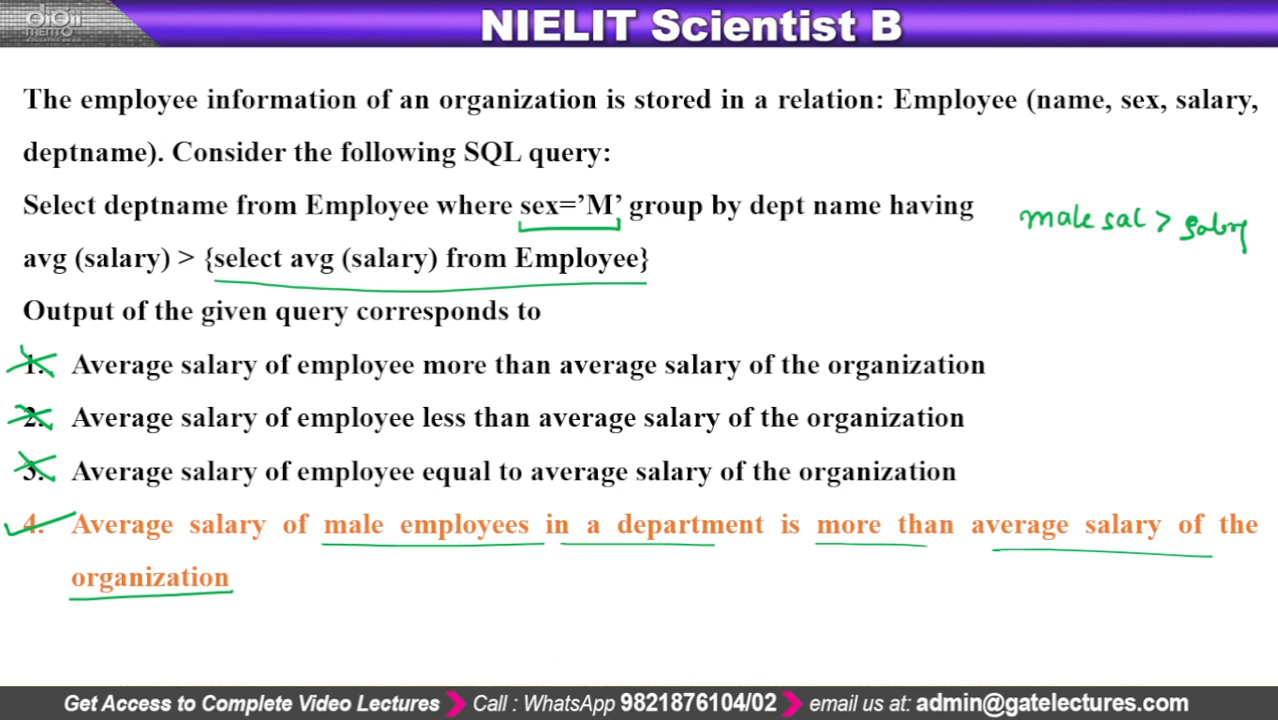 digii
mento
EDUCATION ON GO
NIELIT Scientist B
The employee information of an organization is stored in a relation: Employee (name, sex, salary,
deptname). Consider the following SQL query:
Select deptname from Employee where sex=’M’ group by dept name having
avg (salary) > {select avg (salary) from Employee}
male sal > salary
Output of the given query corresponds to
1. Average salary of employee more than average salary of the organization
2. Average salary of employee less than average salary of the organization
3. Average salary of employee equal to average salary of the organization
4. Average salary of male employees in a department is more than average salary of the
organization
Get Access to Complete Video Lectures Call : WhatsApp 9821876104/02 email us at: admin@gatelectures.com